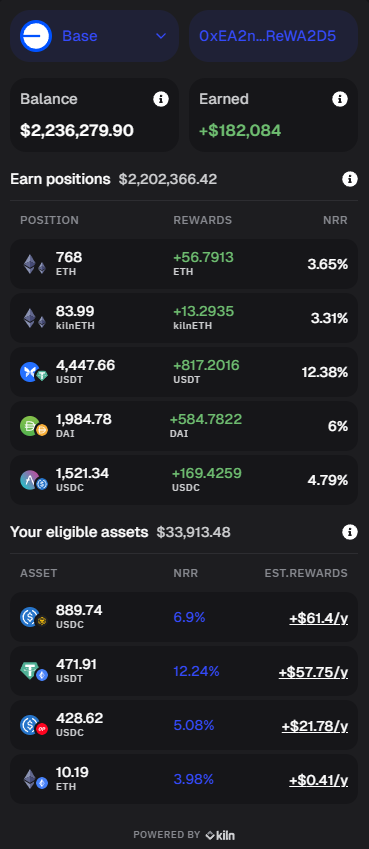 Base
0xEA2n...ReWA2D5
Balance
$2,236,279.90
Earned
+$182,084
Earn positions $2,202,366.42
POSITION REWARDS NRR
768 +56.7913 3.65%
ETH ETH
83.99 +13.2935 3.31%
kilnETH kilnETH
4,447.66 +817.2016 12.38%
USDT USDT
1,984.78 +584.7822 6%
DAI DAI
1,521.34 +169.4259 4.79%
USDC USDC
Your eligible assets $33,913.48
ASSET NRR EST.REWARDS
889.74 6.9% +$61.4/y
USDC
471.91 12.24% +$57.75/y
USDT
428.62 5.08% +$21.78/y
USDC
10.19 3.98% +$0.41/y
ETH
POWERED BY kiln